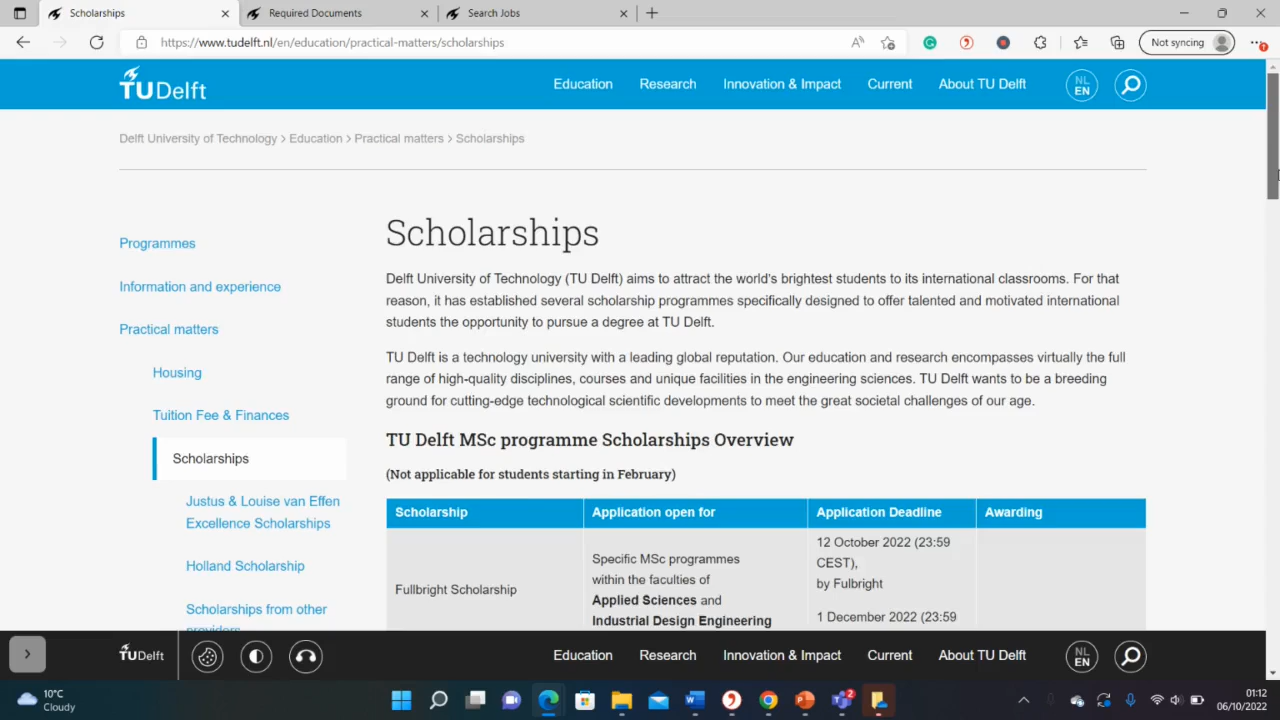 Scholarships
Required Documents
Search Jobs
https://www.tudelft.nl/en/education/practical-matters/scholarships
Not syncing
7
TU Delft
Education
Research
Innovation & Impact
Current
About TU Delft
NL
EN
Delft University of Technology > Education > Practical matters > Scholarships
Programmes
Information and experience
Practical matters
Housing
Tuition Fee & Finances
Scholarships
Justus & Louise van Effen
Excellence Scholarships
Holland Scholarship
Scholarships from other
providers
Scholarships
Delft University of Technology (TU Delft) aims to attract the world's brightest students to its international classrooms. For that
reason, it has established several scholarship programmes specifically designed to offer talented and motivated international
students the opportunity to pursue a degree at TU Delft.
TU Delft is a technology university with a leading global reputation. Our education and research encompasses virtually the full
range of high-quality disciplines, courses and unique facilities in the engineering sciences. TU Delft wants to be a breeding
ground for cutting-edge technological scientific developments to meet the great societal challenges of our age.
TU Delft MSc programme Scholarships Overview
(Not applicable for students starting in February)
Scholarship
Application open for
Application Deadline
Awarding
Fullbright Scholarship
Specific MSc programmes
within the faculties of
Applied Sciences and
Industrial Design Engineering
12 October 2022 (23:59
CEST),
by Fulbright
1 December 2022 (23:59
TU Delft
Education
Research
Innovation & Impact
Current
About TU Delft
NL
EN
10°C
Cloudy
2
01:12
06/10/2022